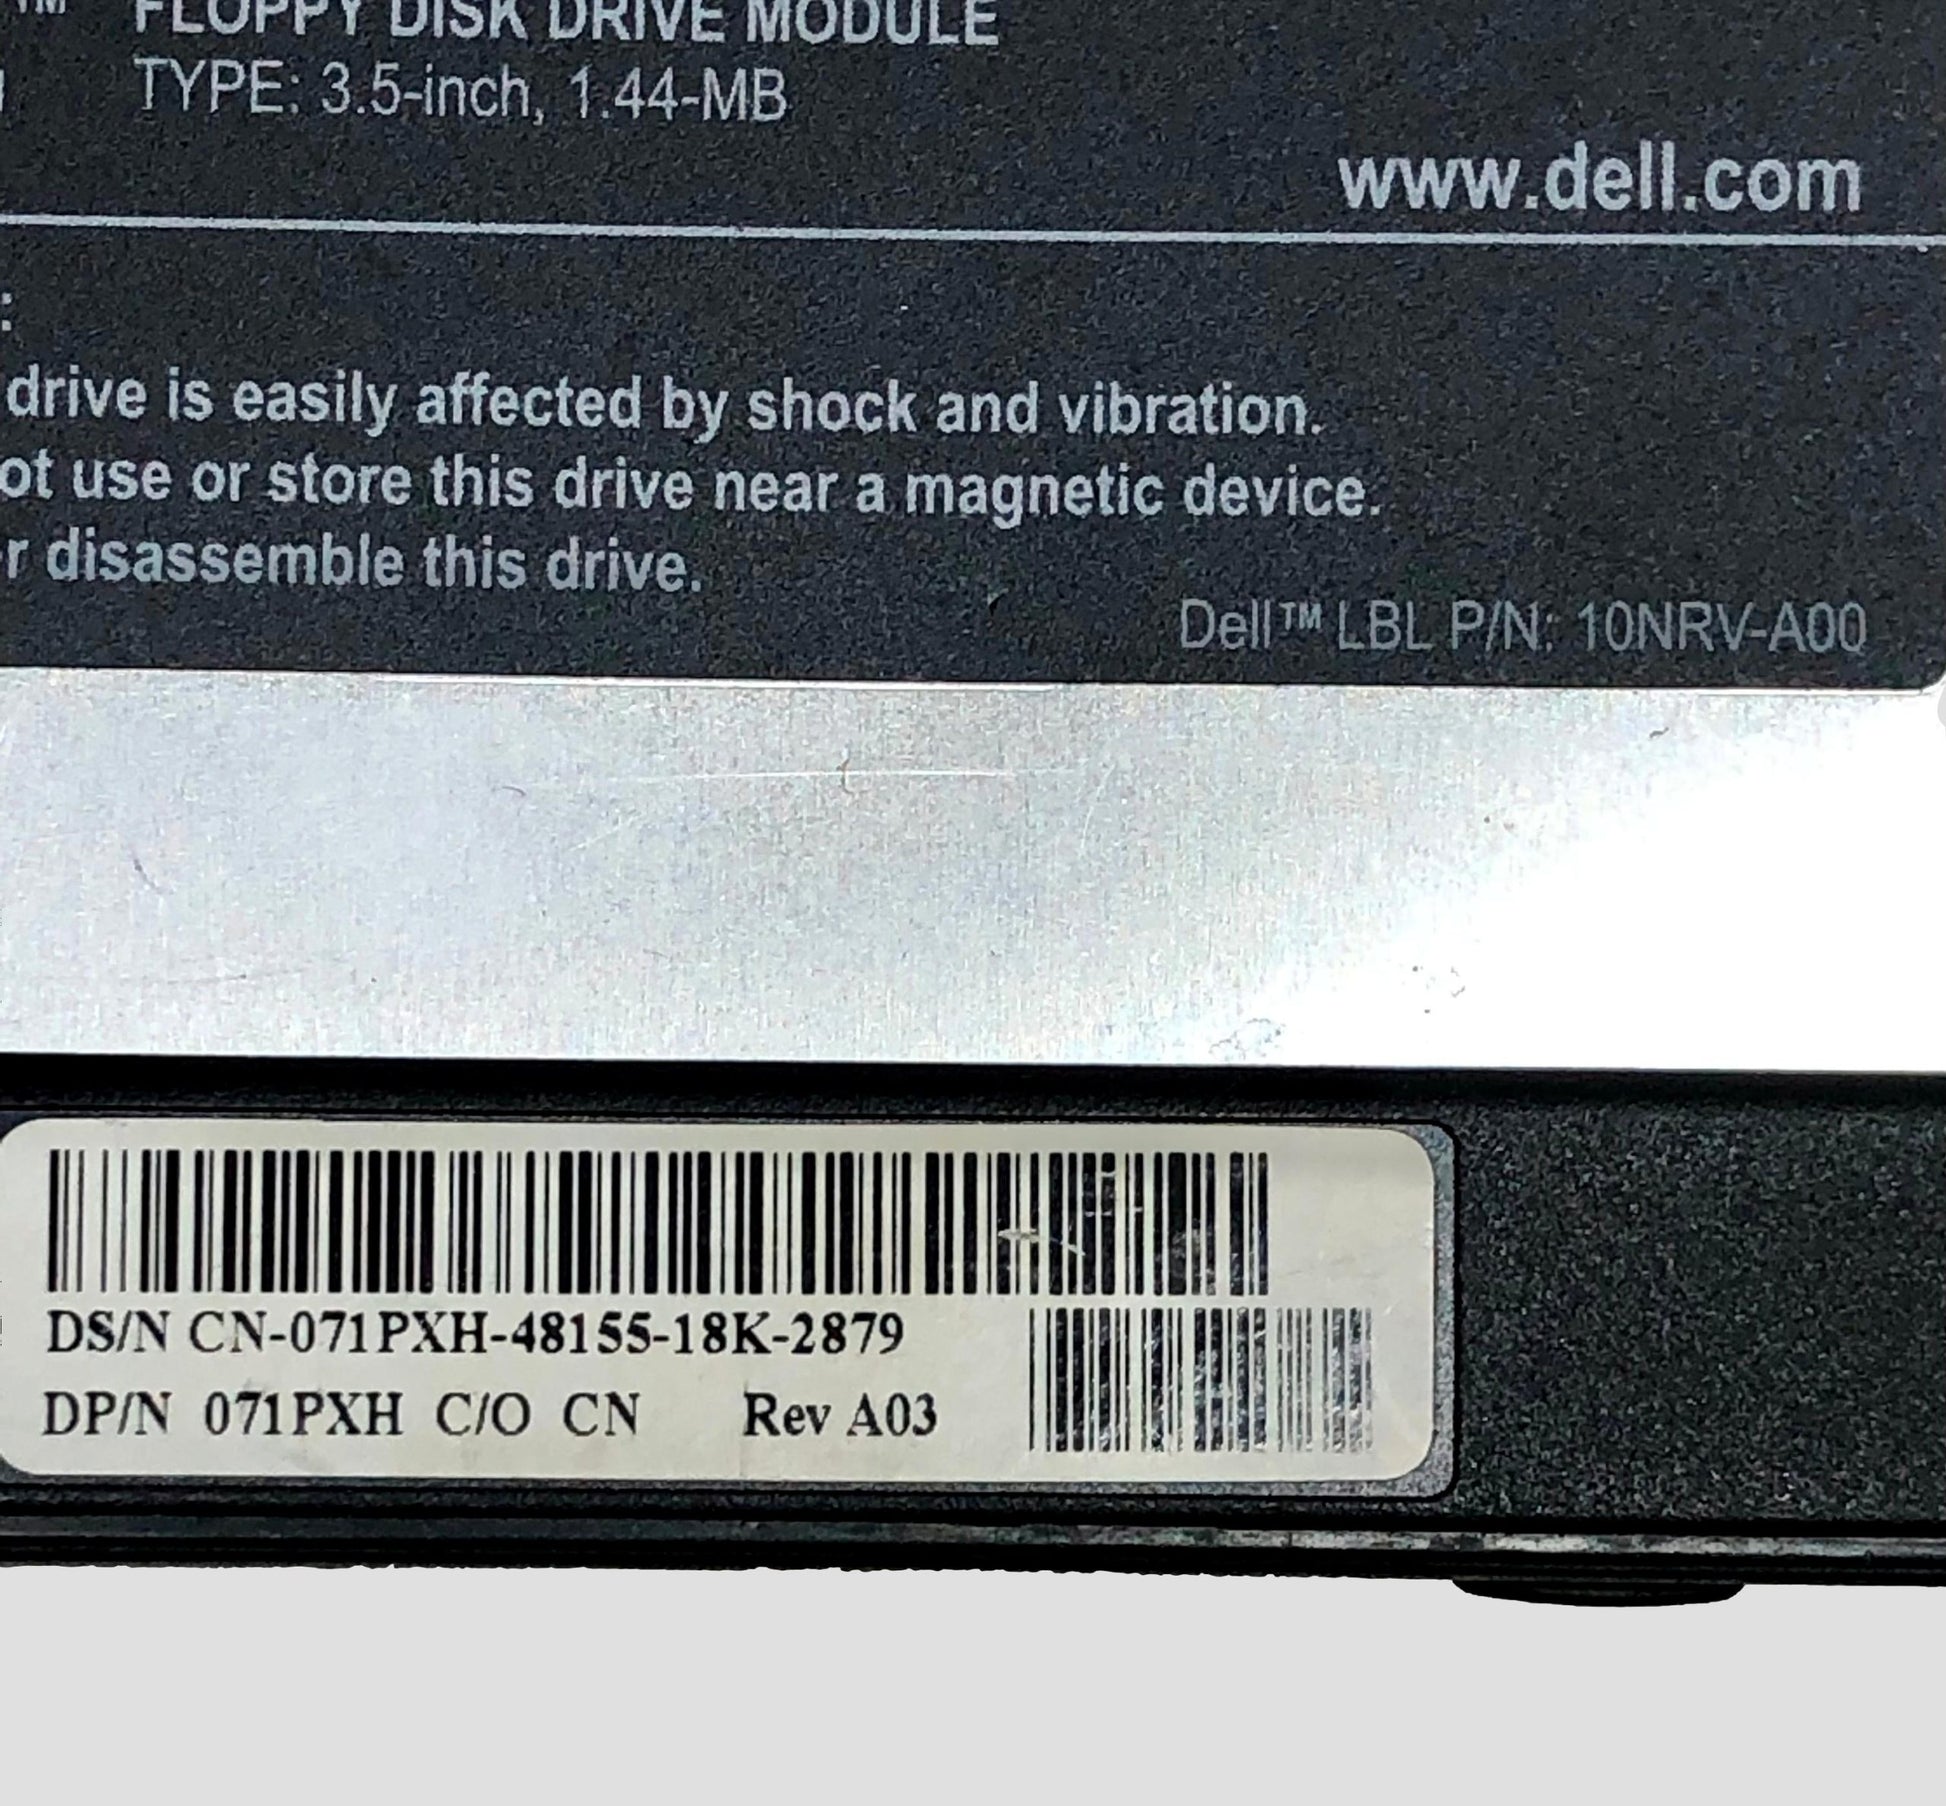 ™ FLOPPY DISK DRIVE MODULE
TYPE: 3.5-inch, 1.44-MB
www.dell.com
:
drive is easily affected by shock and vibration.
ot use or store this drive near a magnetic device.
r disassemble this drive.
Dell™ LBL P/N: 10NRV-A00
DS/N CN-071PXH-48155-18K-2879
DP/N 071PXH C/O CN Rev A03